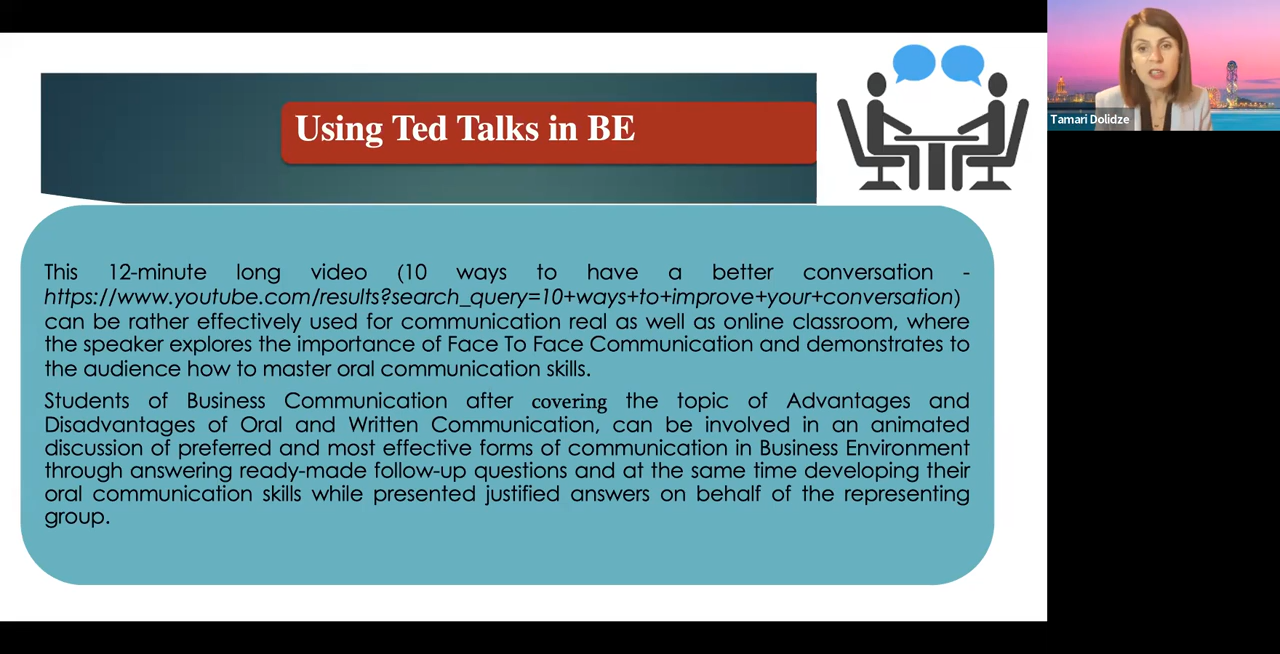 Using Ted Talks in BE
Tamari Dolidze
This 12-minute long video (10 ways to have a better conversation -
https://www.youtube.com/results?search_query=10+ways+to+improve+your+conversation)
can be rather effectively used for communication real as well as online classroom, where
the speaker explores the importance of Face To Face Communication and demonstrates to
the audience how to master oral communication skills.
Students of Business Communication after covering the topic of Advantages and
Disadvantages of Oral and Written Communication, can be involved in an animated
discussion of preferred and most effective forms of communication in Business Environment
through answering ready-made follow-up questions and at the same time developing their
oral communication skills while presented justified answers on behalf of the representing
group.